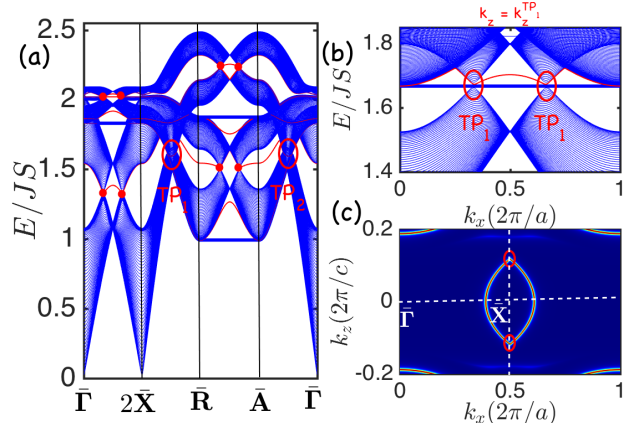 (a)
E/JS
2.5
2
1.5
1
0.5
0
TP₁
TP₂
Γ̄ 2X̄ R̄ Ā Γ̄
(b)
k_z = k_z^{TP₁}
E/JS
1.8
1.6
1.4
TP₁ TP₁
0 0.5 1
k_x(2π/a)
(c)
k_z(2π/c)
0.2
0
-0.2
Γ̄ X̄
0 0.5 1
k_x(2π/a)